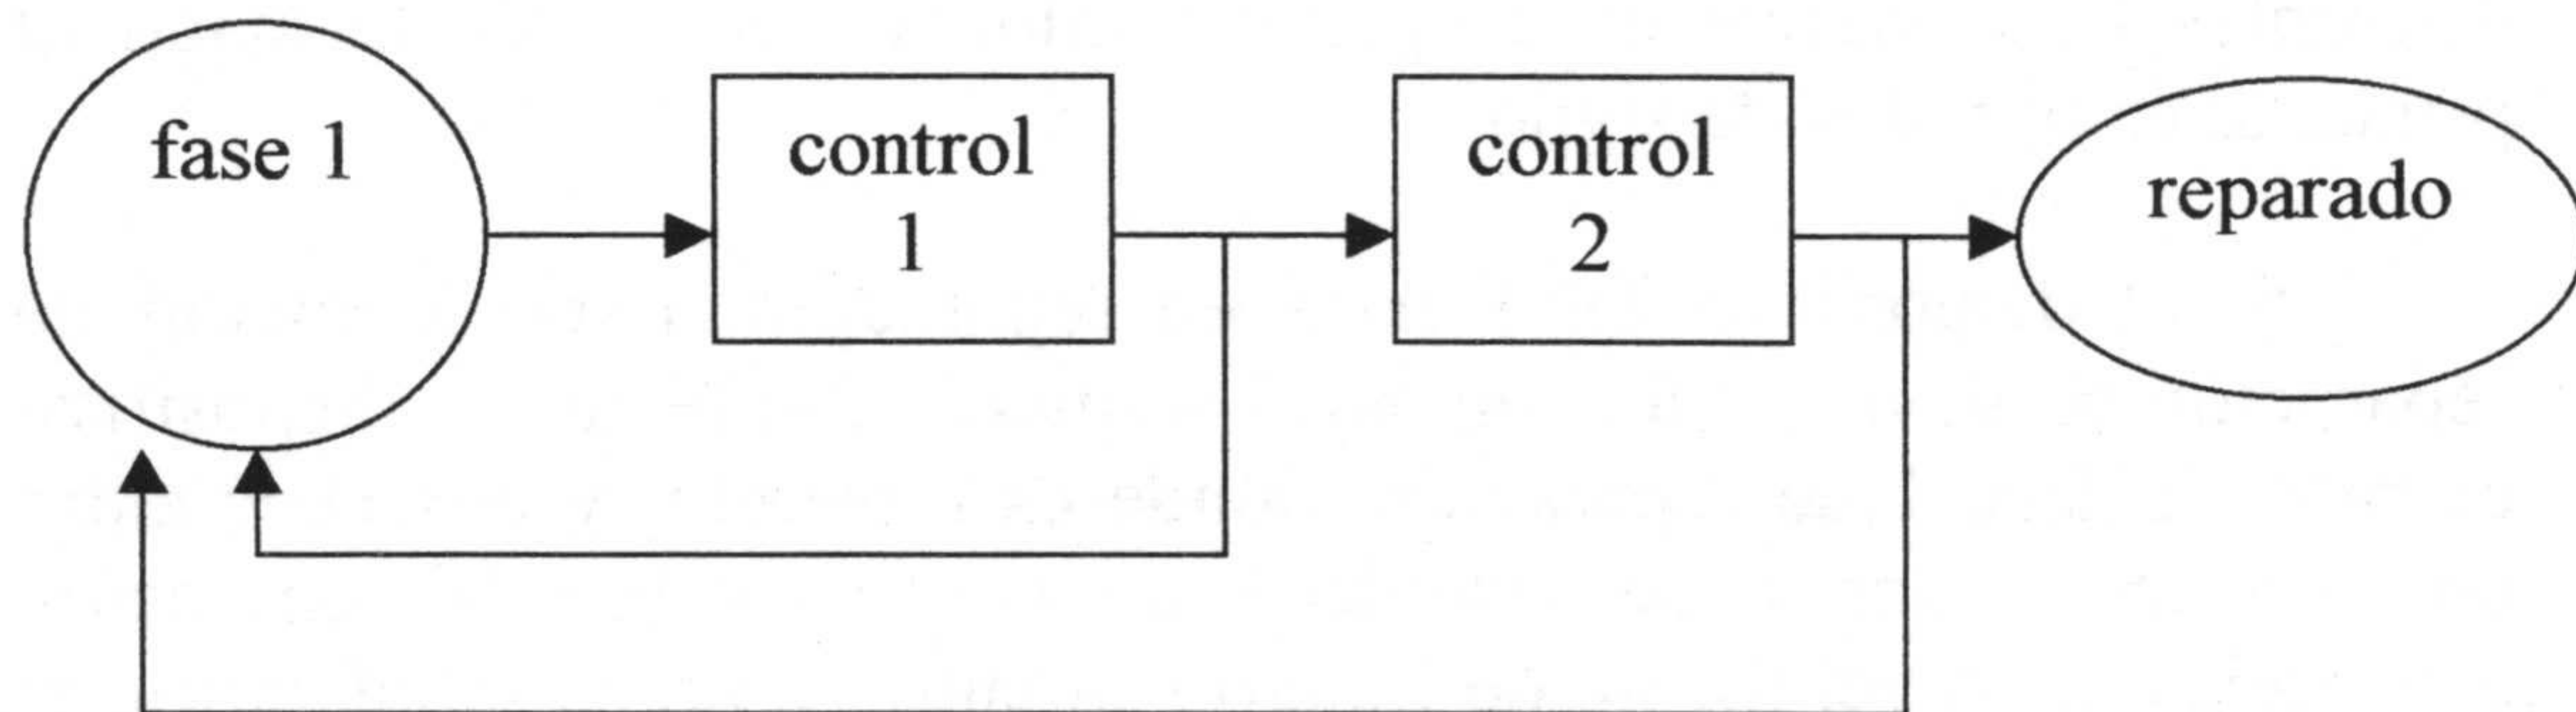 fase 1
control
1
control
2
reparado